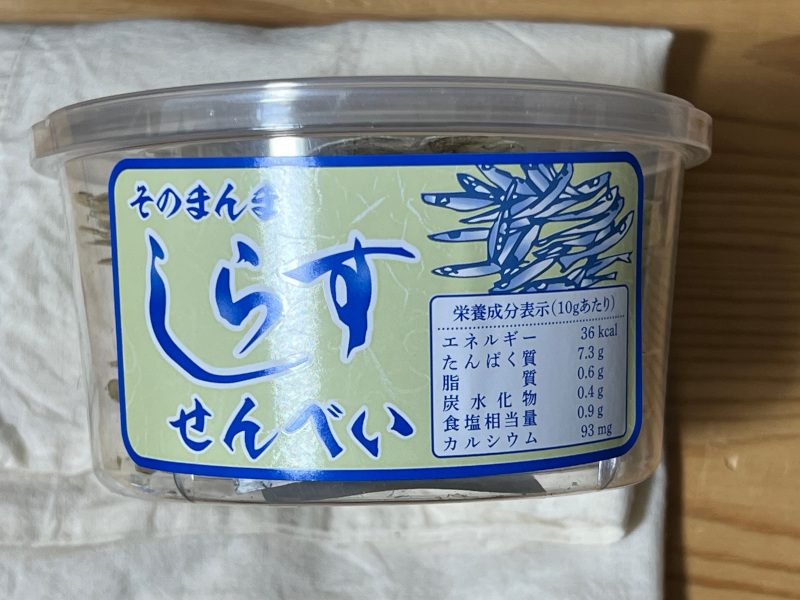 そのまんま
しらす
せんべい
栄養成分表示(10gあたり)
エネルギー 36 kcal
たんぱく質 7.3 g
脂質 0.6 g
炭水化物 0.4 g
食塩相当量 0.9 g
カルシウム 93 mg